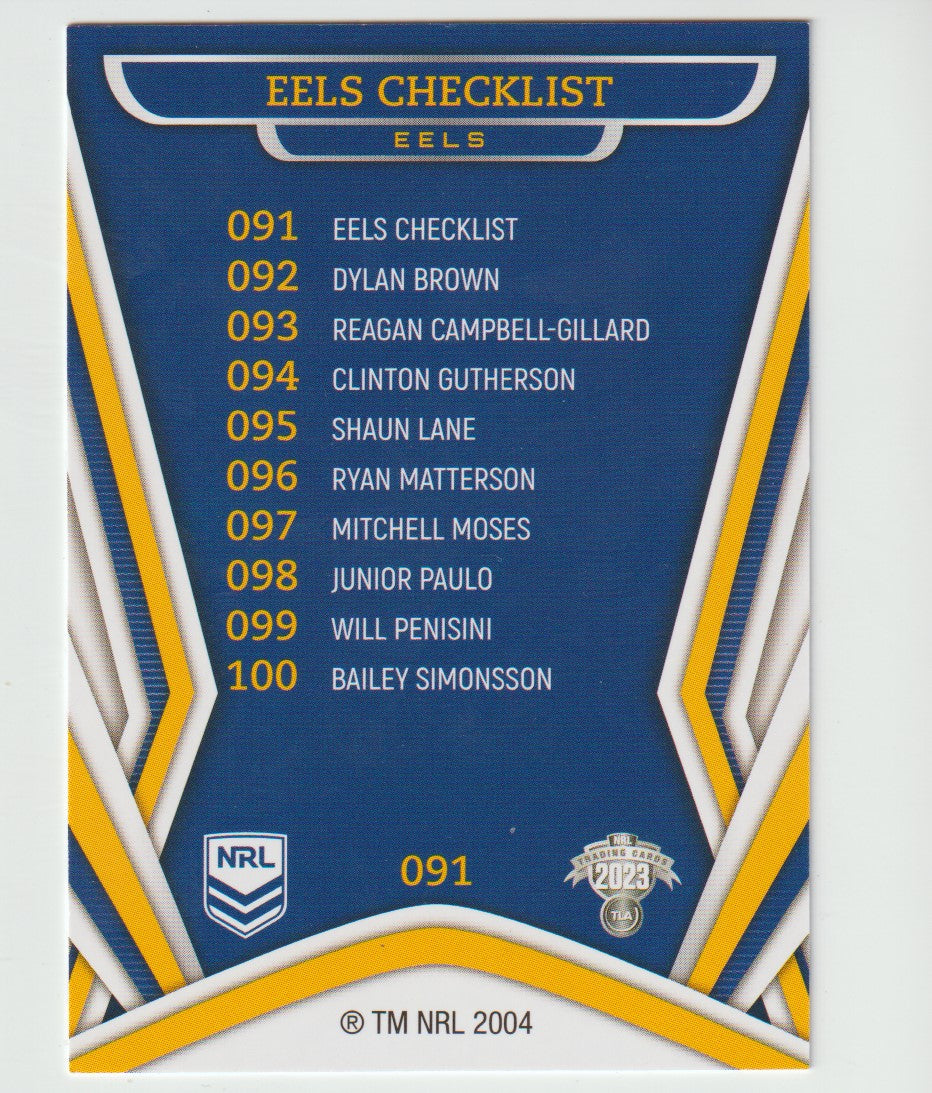 EELS CHECKLIST
EELS
091 EELS CHECKLIST
092 DYLAN BROWN
093 REAGAN CAMPBELL-GILLARD
094 CLINTON GUTHERSON
095 SHAUN LANE
096 RYAN MATTERSON
097 MITCHELL MOSES
098 JUNIOR PAULO
099 WILL PENISINI
100 BAILEY SIMONSSON
NRL
091
NRL
TRADING CARDS
2023
TLA
® TM NRL 2004